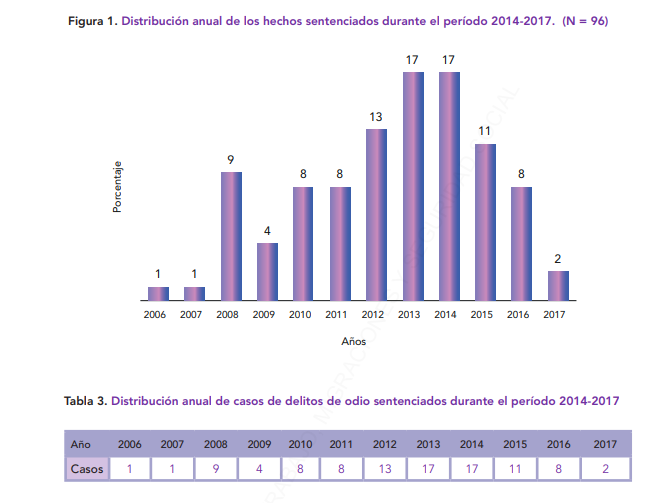 Figura 1. Distribución anual de los hechos sentenciados durante el período 2014-2017. (N = 96)
17 17
13
11
9
8 8 8
4
2
1 1
Porcentaje
2006 2007 2008 2009 2010 2011 2012 2013 2014 2015 2016 2017
Años
Tabla 3. Distribución anual de casos de delitos de odio sentenciados durante el período 2014-2017
Año 2006 2007 2008 2009 2010 2011 2012 2013 2014 2015 2016 2017
Casos 1 1 9 4 8 8 13 17 17 11 8 2